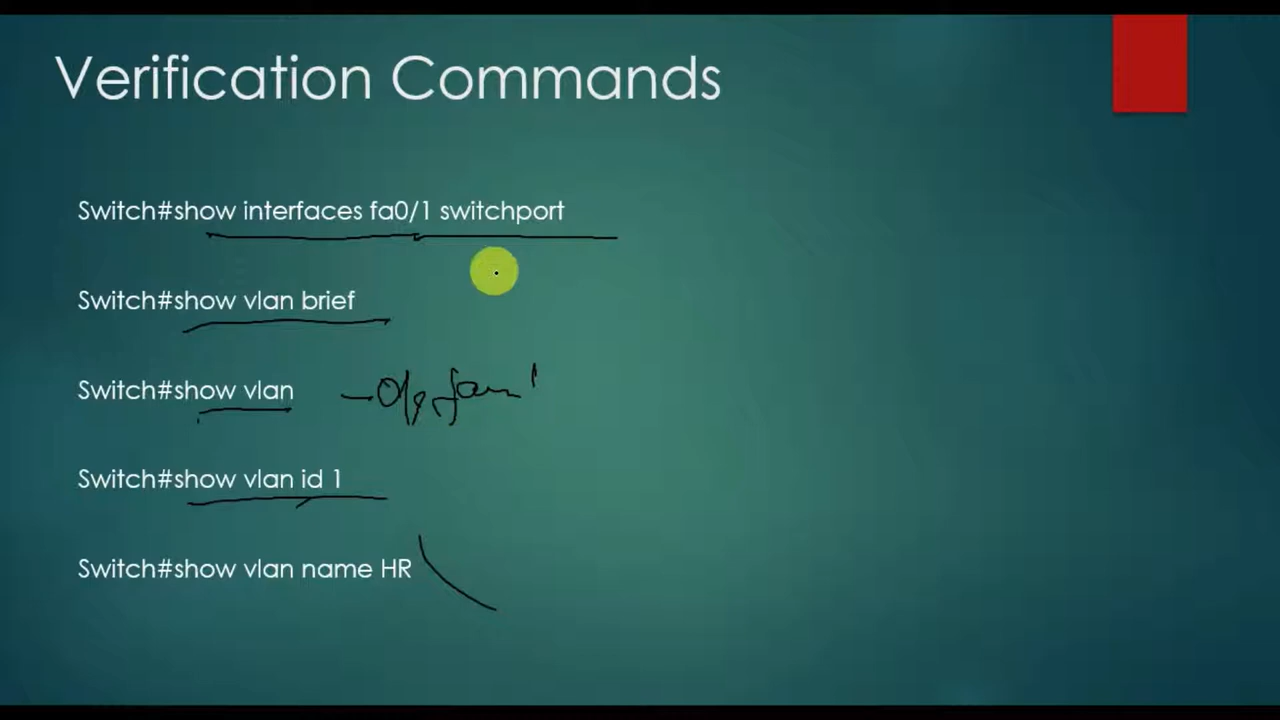 Verification Commands
Switch#show interfaces fa0/1 switchport
Switch#show vlan brief
Switch#show vlan
Switch#show vlan id 1
Switch#show vlan name HR